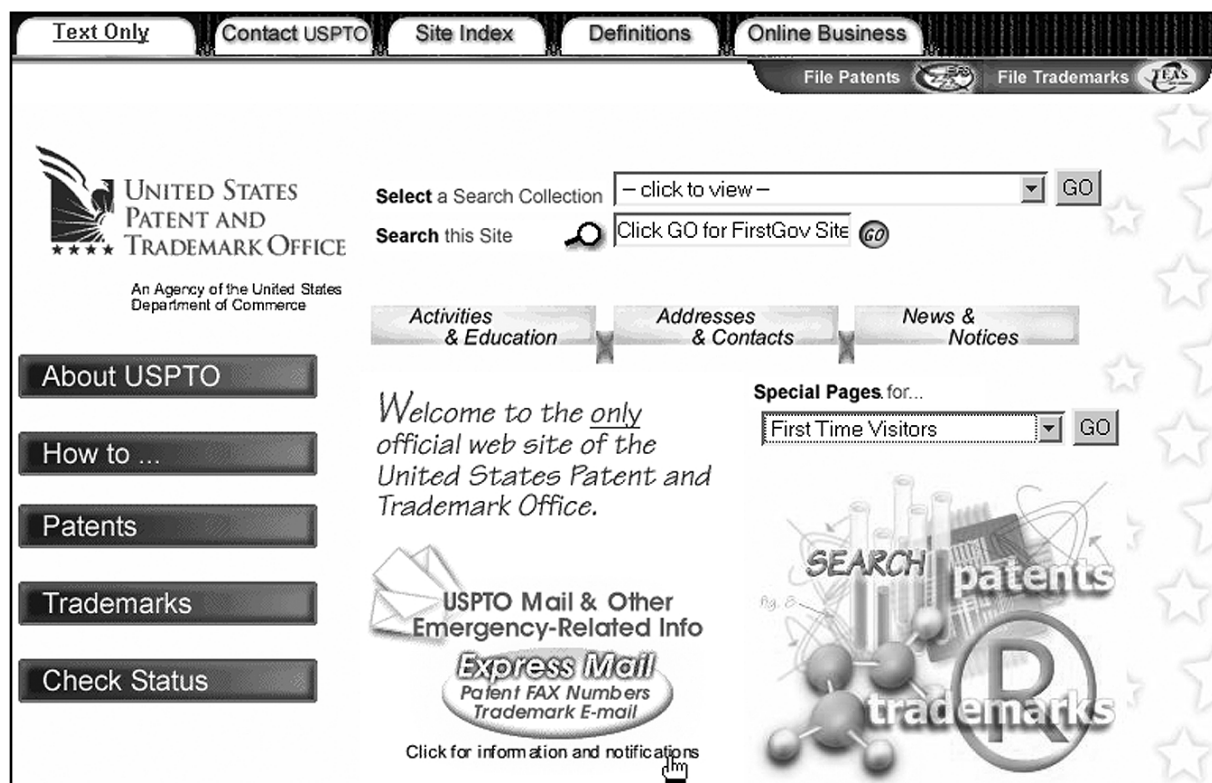 Text Only
Contact USPTO
Site Index
Definitions
Online Business
File Patents
File Trademarks
TEAS
UNITED STATES
PATENT AND
TRADEMARK OFFICE
An Agency of the United States
Department of Commerce
Select a Search Collection
– click to view –
GO
Search this Site
Click GO for FirstGov Site
GO
Activities
& Education
Addresses
& Contacts
News &
Notices
About USPTO
How to ...
Patents
Trademarks
Check Status
Welcome to the only
official web site of the
United States Patent and
Trademark Office.
Special Pages for...
First Time Visitors
GO
USPTO Mail & Other
Emergency-Related Info
Express Mail
Patent FAX Numbers
Trademark E-mail
Click for information and notifications
SEARCH
patents
fig. 8
R
trademarks